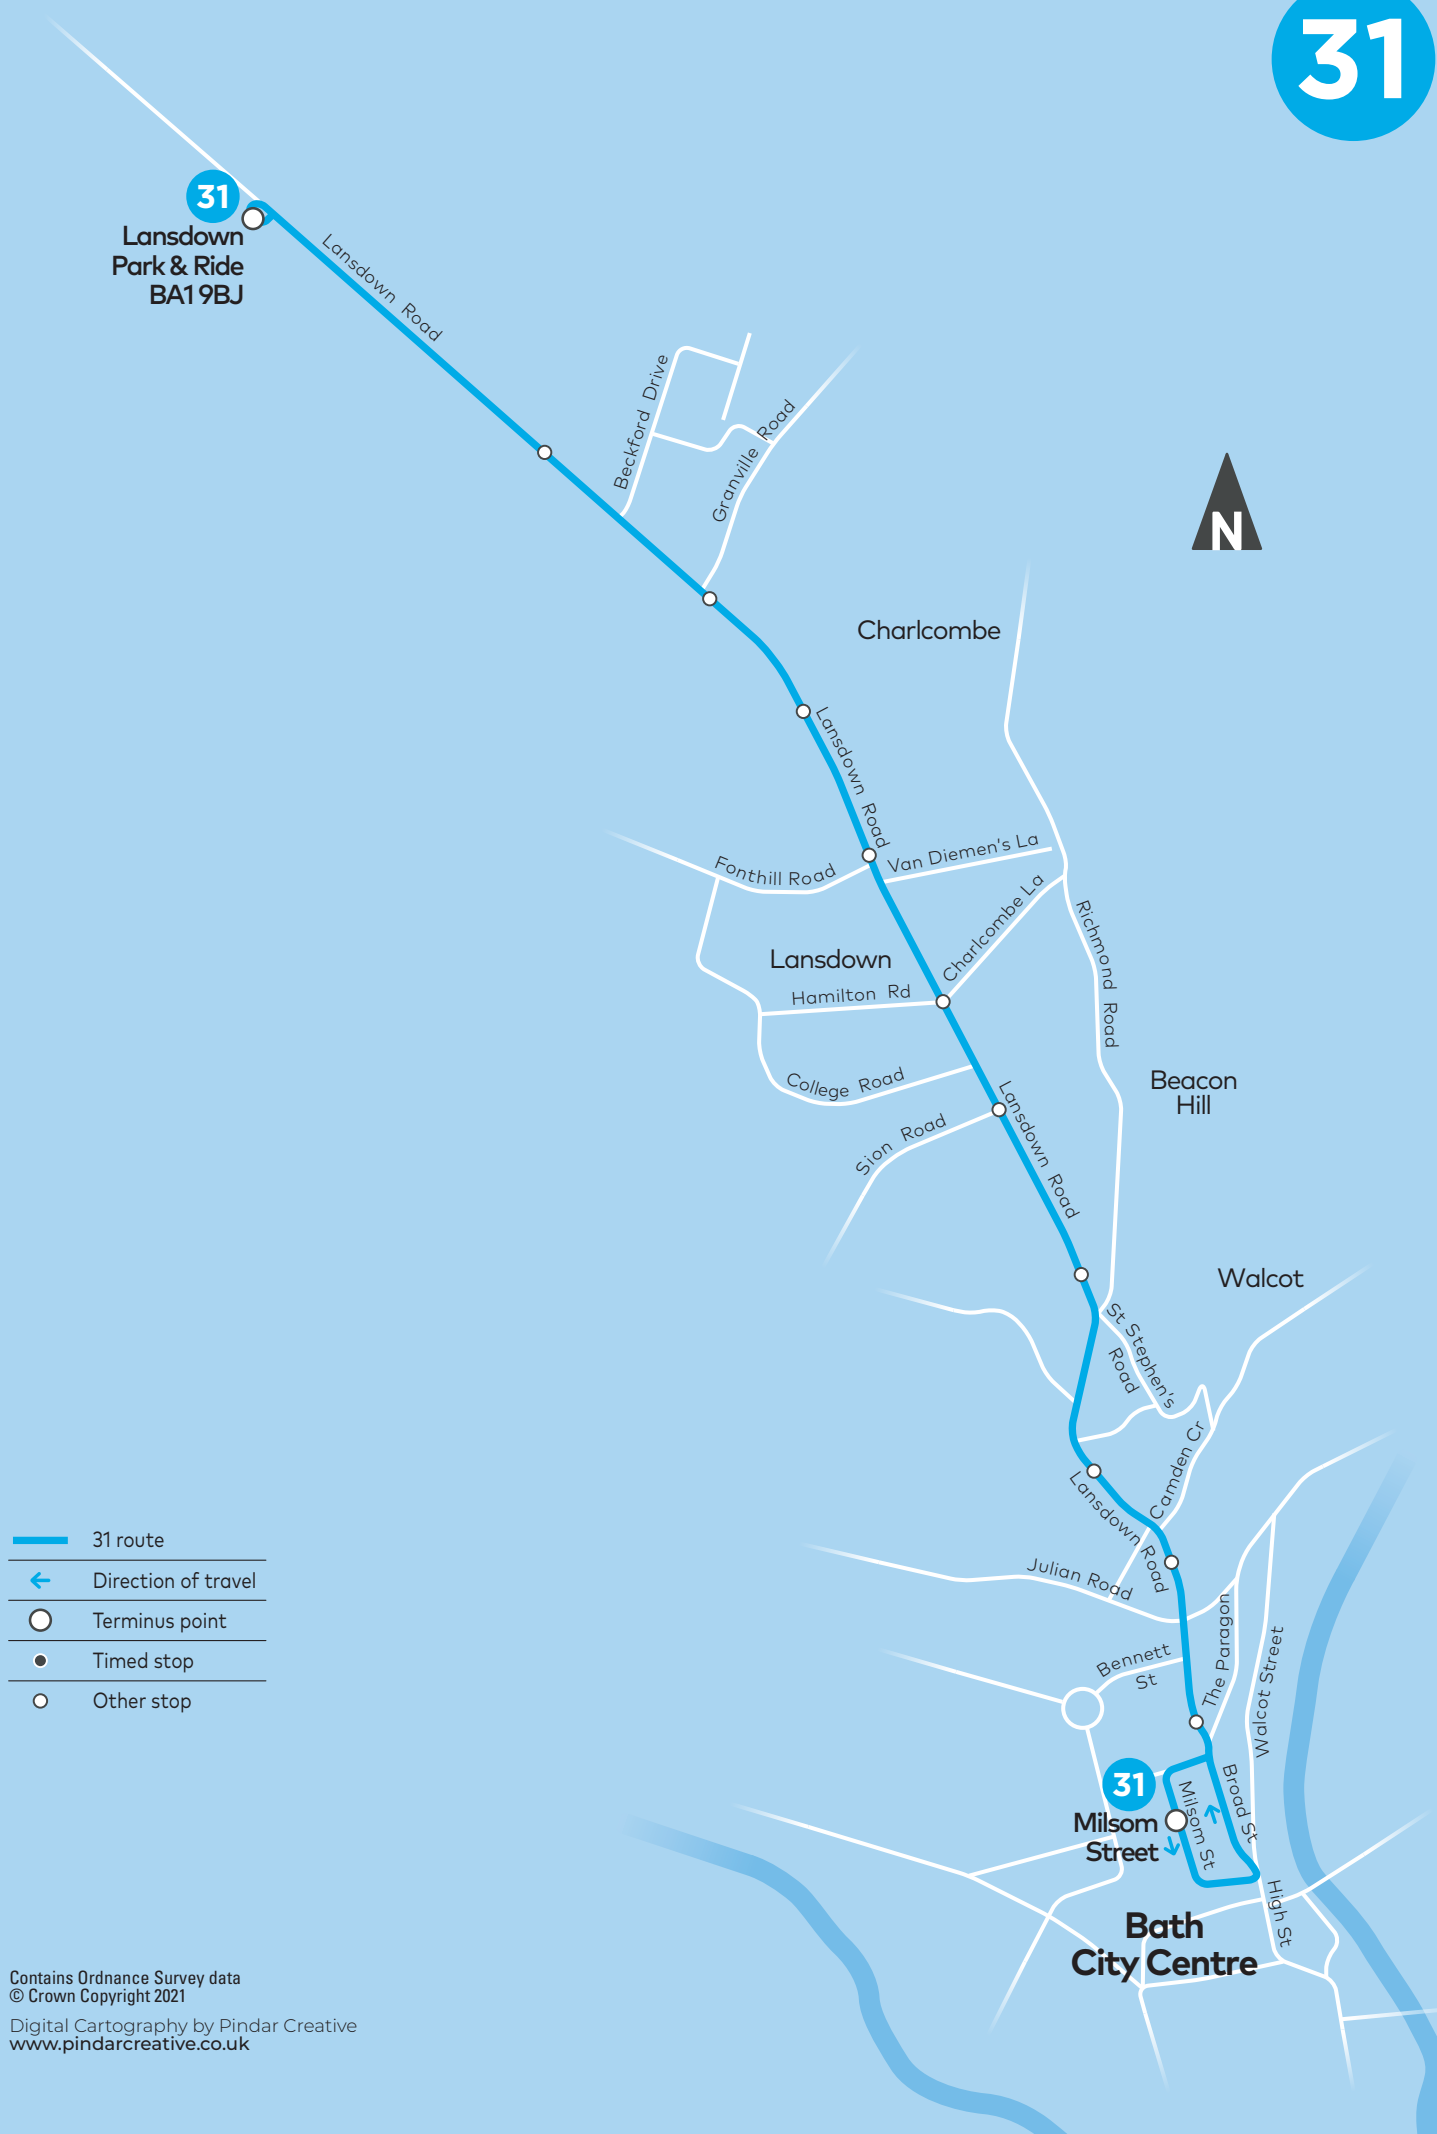 31
31
Lansdown
Park & Ride
BA1 9BJ
Lansdown Road
Beckford Drive
Granville Road
N
Charlcombe
Lansdown Road
Fonthill Road
Van Diemen's La
Charlcombe La
Richmond Road
Lansdown
Hamilton Rd
College Road
Sion Road
Lansdown Road
Beacon
Hill
Walcot
St Stephen's
Road
Camden Cr
Lansdown Road
Julian Road
The Paragon
Walcot Street
Bennett
St
31
Milsom
Street
Milsom St
Broad St
High St
Bath
City Centre
31 route
Direction of travel
Terminus point
Timed stop
Other stop
Contains Ordnance Survey data
© Crown Copyright 2021
Digital Cartography by Pindar Creative
www.pindarcreative.co.uk